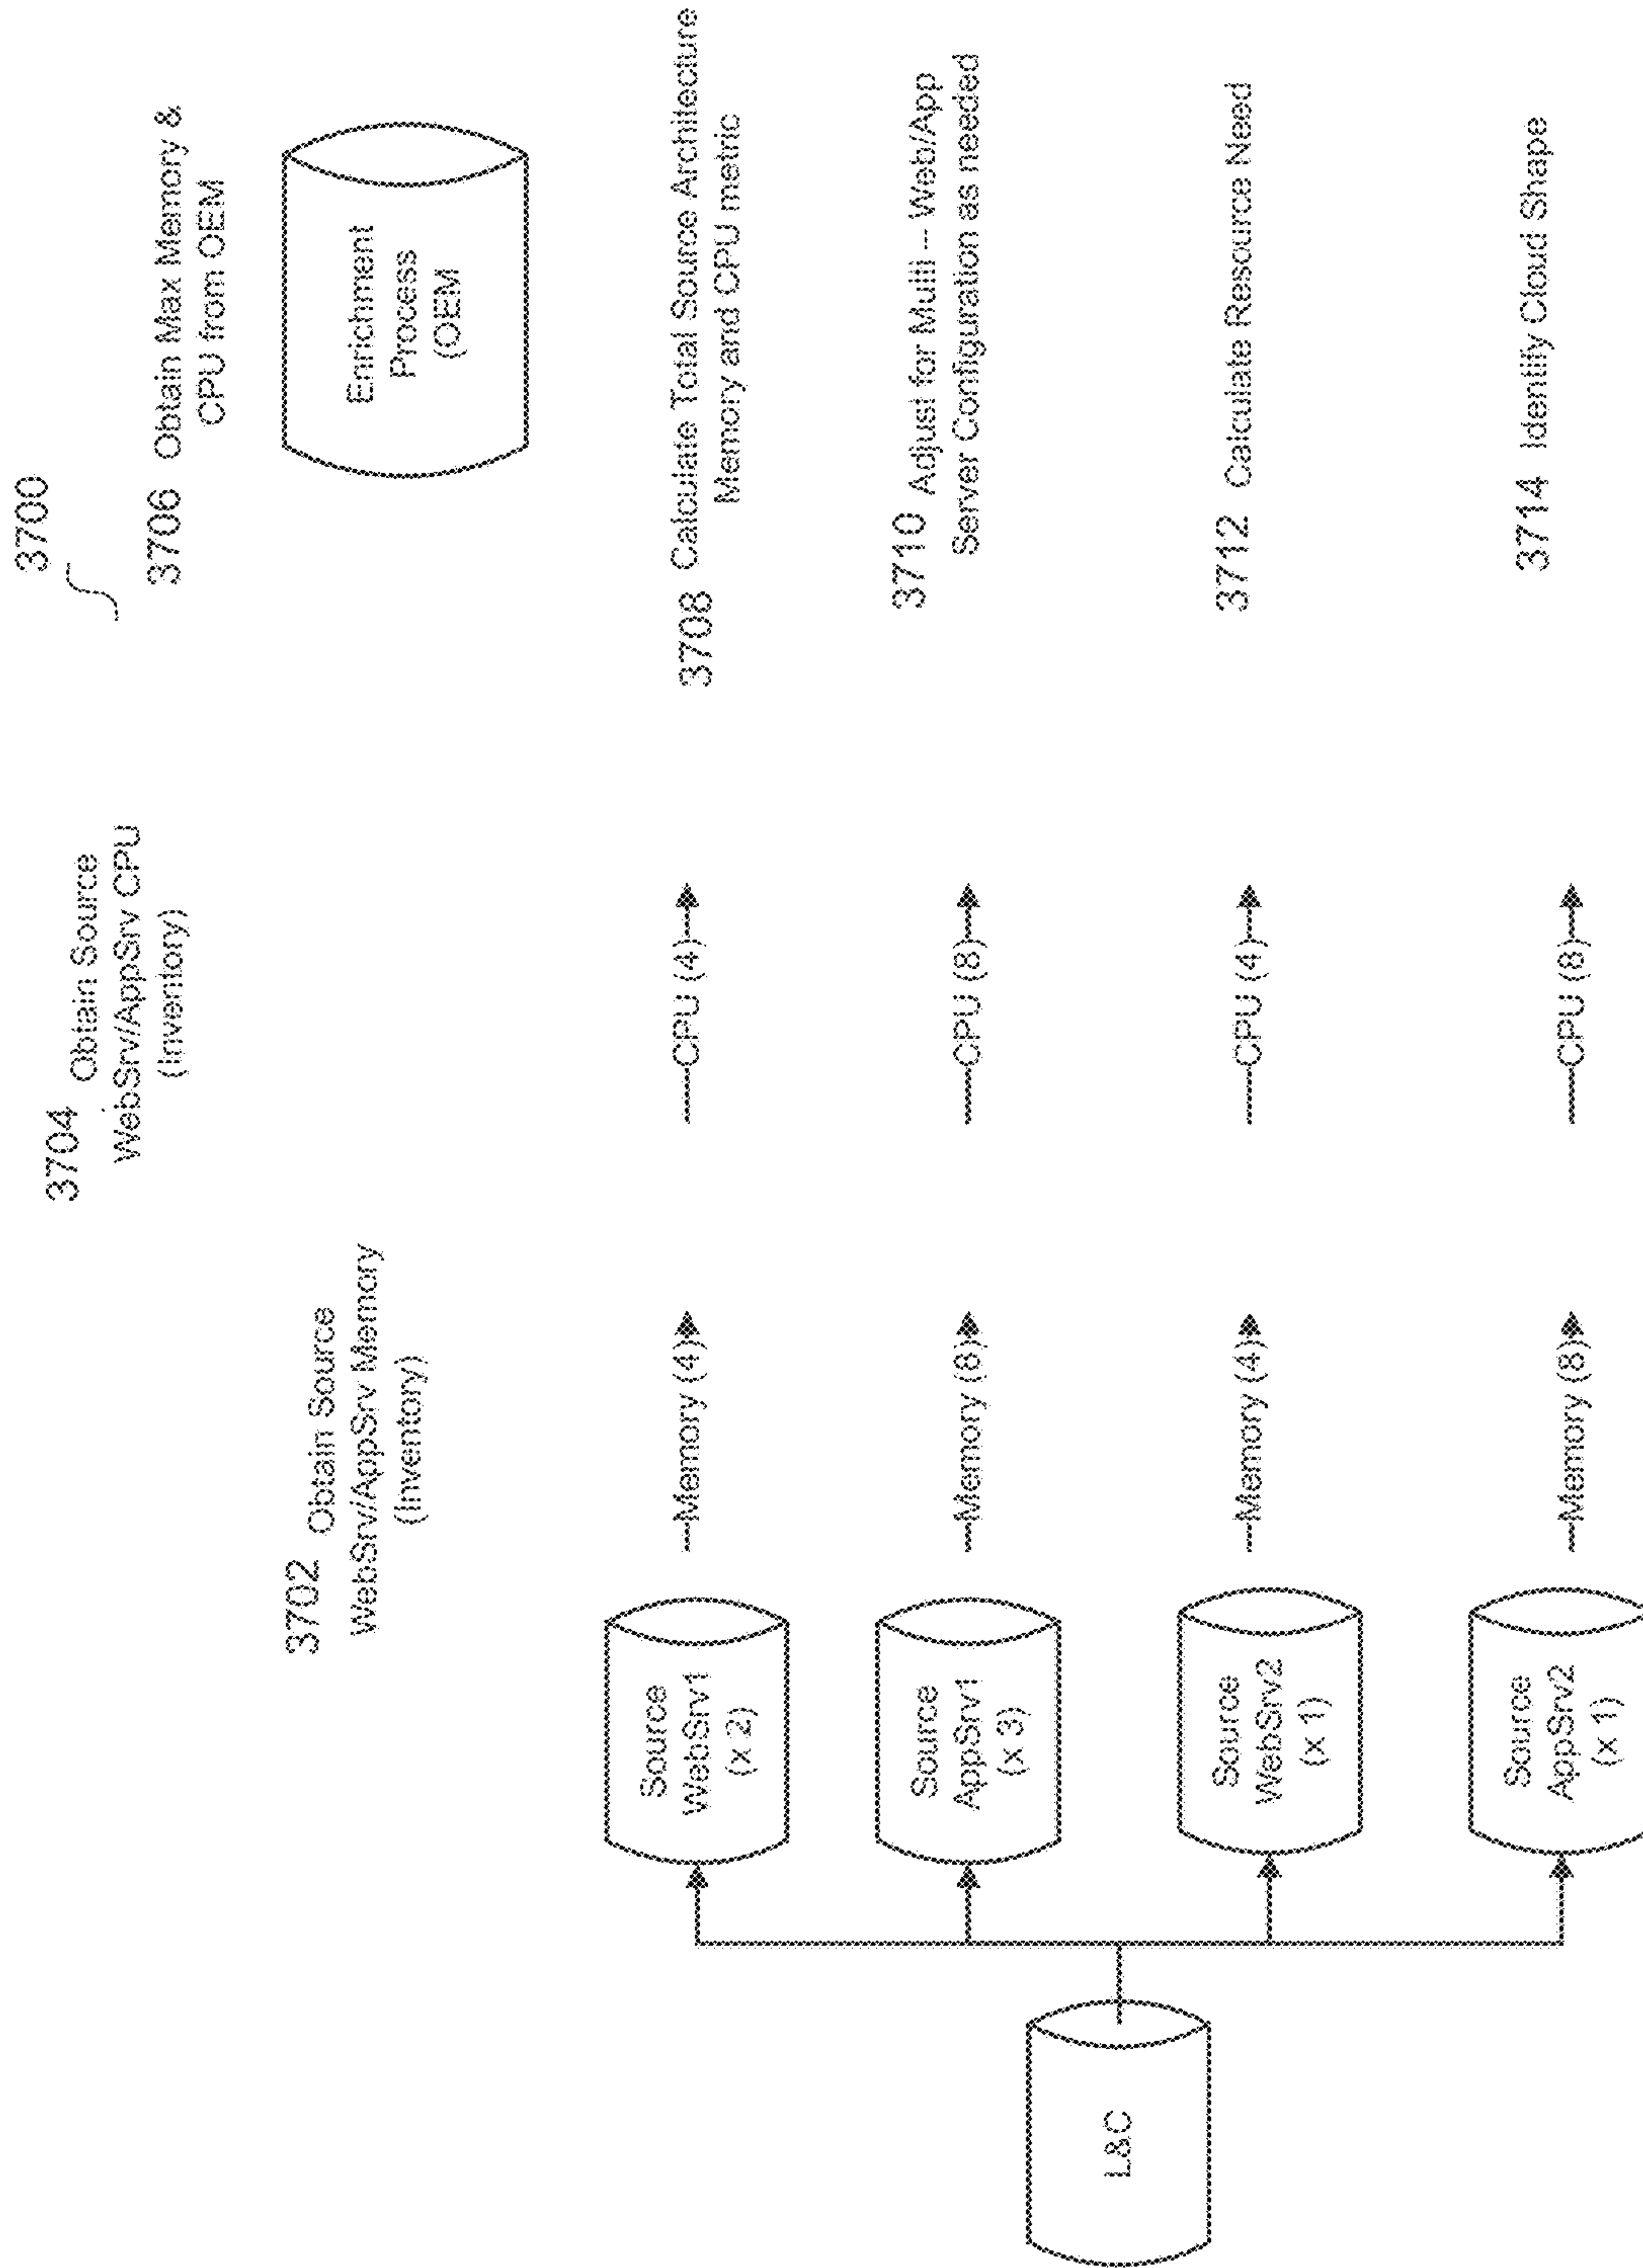 3700
3704 Obtain Source
WebSrv/AppSrv CPU
(Inventory)
3706 Obtain Max Memory &
CPU from OEM
3702 Obtain Source
WebSrv/AppSrv Memory
(Inventory)
Enrichment
Process
(OEM)
Source
WebSrv1
(x 2)
Memory (4)
CPU (4)
3708 Calculate Total Source Architecture
Memory and CPU metric
Source
AppSrv1
(x 3)
Memory (8)
CPU (8)
3710 Adjust for Multi -- Web/App
Server Configuration as needed
L&C
Source
WebSrv2
(x 1)
Memory (4)
CPU (4)
3712 Calculate Resource Need
Source
AppSrv2
(x 1)
Memory (8)
CPU (8)
3714 Identify Cloud Shape